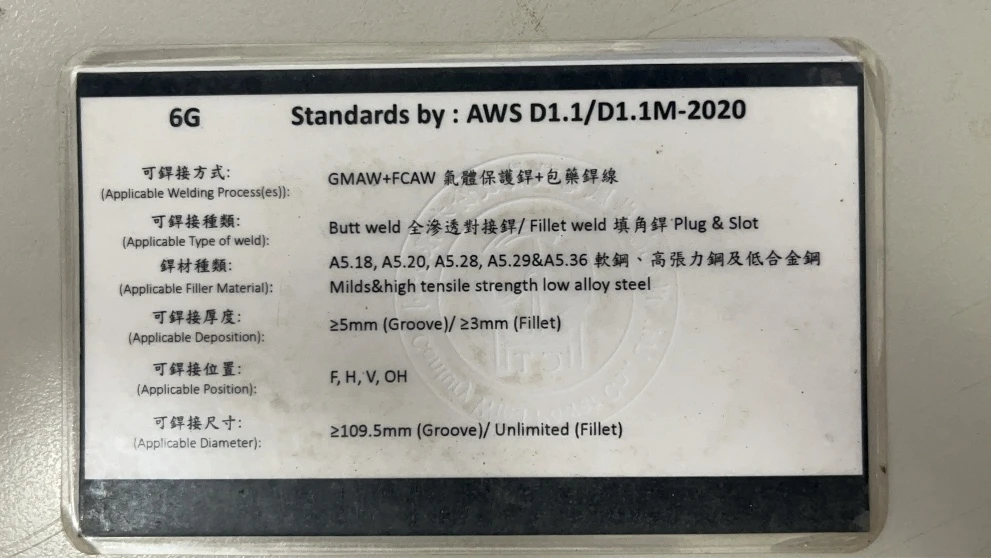 6G Standards by : AWS D1.1/D1.1M-2020
可銲接方式:
(Applicable Welding Process(es)):
GMAW+FCAW 氣體保護銲+包藥銲線
可銲接種類:
(Applicable Type of weld):
Butt weld 全滲透對接銲/ Fillet weld 填角銲 Plug & Slot
銲材種類:
(Applicable Filler Material):
A5.18, A5.20, A5.28, A5.29&A5.36 軟鋼、高張力鋼及低合金鋼
Milds&high tensile strength low alloy steel
可銲接厚度:
(Applicable Deposition):
≥5mm (Groove)/ ≥3mm (Fillet)
可銲接位置:
(Applicable Position):
F, H, V, OH
可銲接尺寸:
(Applicable Diameter):
≥109.5mm (Groove)/ Unlimited (Fillet)